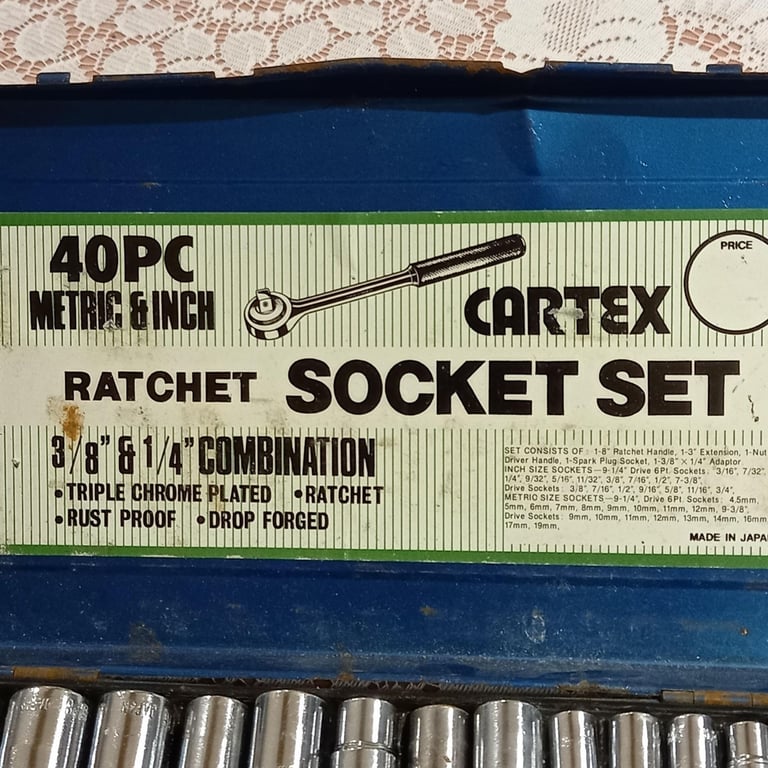 40PC
METRIC & INCH
CARTEX
PRICE
RATCHET SOCKET SET
3/8" & 1/4" COMBINATION
•TRIPLE CHROME PLATED •RATCHET
•RUST PROOF •DROP FORGED
SET CONSISTS OF: 1-8" Ratchet Handle, 1-3" Extension, 1-Nut
Driver Handle, 1-Spark Plug Socket, 1-3/8" × 1/4" Adaptor
INCH SIZE SOCKETS—9-1/4" Drive 6Pt. Sockets: 3/16", 7/32",
1/4", 9/32", 5/16", 11/32", 3/8", 7/16", 1/2", 7-3/8"
Drive Sockets: 3/8", 7/16", 1/2", 9/16", 5/8", 11/16", 3/4",
METRIC SIZE SOCKETS—9-1/4", Drive 6Pt. Sockets: 4.5mm,
5mm, 6mm, 7mm, 8mm, 9mm, 10mm, 11mm, 12mm, 9-3/8",
Drive Sockets: 9mm, 10mm, 11mm, 12mm, 13mm, 14mm, 16mm
17mm, 19mm,
MADE IN JAPA
JAPAN